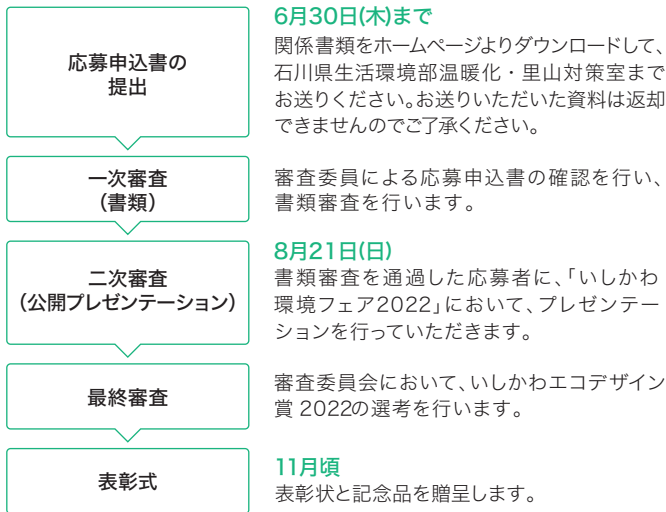 応募申込書の
提出
6月30日(木)まで
関係書類をホームページよりダウンロードして、
石川県生活環境部温暖化・里山対策室まで
お送りください。お送りいただいた資料は返却
できませんのでご了承ください。
一次審査
(書類)
審査委員による応募申込書の確認を行い、
書類審査を行います。
二次審査
(公開プレゼンテーション)
8月21日(日)
書類審査を通過した応募者に、「いしかわ
環境フェア2022」において、プレゼンテー
ションを行っていただきます。
最終審査
審査委員会において、いしかわエコデザイン
賞 2022の選考を行います。
表彰式
11月頃
表彰状と記念品を贈呈します。